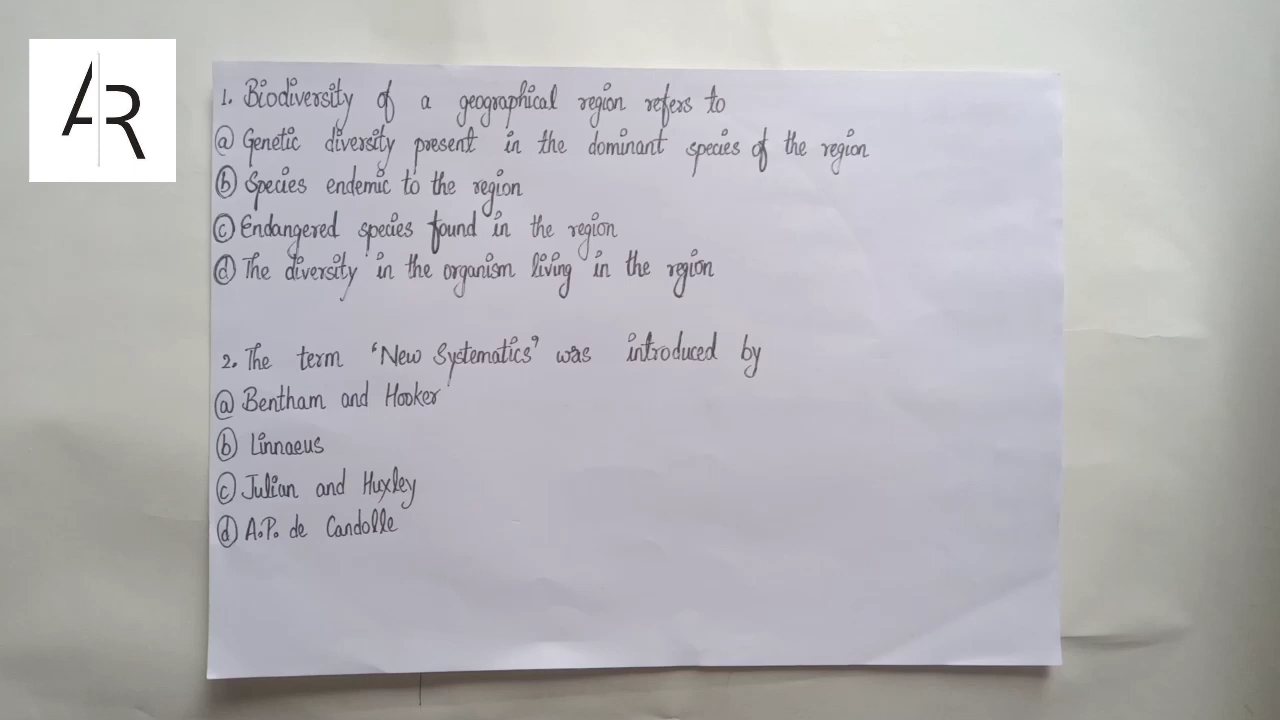 AR
1. Biodiversity of a geographical region refers to
ⓐ Genetic diversity present in the dominant species of the region
ⓑ Species endemic to the region
ⓒ Endangered species found in the region
ⓓ The diversity in the organism living in the region
2. The term ‘New Systematics’ was introduced by
ⓐ Bentham and Hooker
ⓑ Linnaeus
ⓒ Julian and Huxley
ⓓ A.P. de Candolle